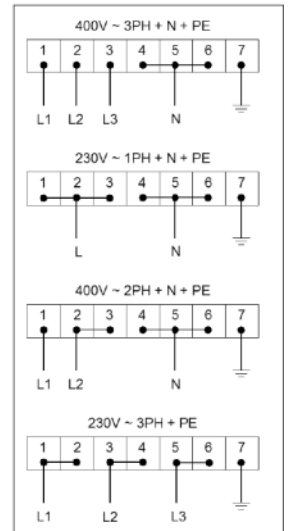 400V ~ 3PH + N + PE
1 2 3 4 5 6 7
L1 L2 L3 N
230V ~ 1PH + N + PE
1 2 3 4 5 6 7
L N
400V ~ 2PH + N + PE
1 2 3 4 5 6 7
L1 L2 N
230V ~ 3PH + PE
1 2 3 4 5 6 7
L1 L2 L3